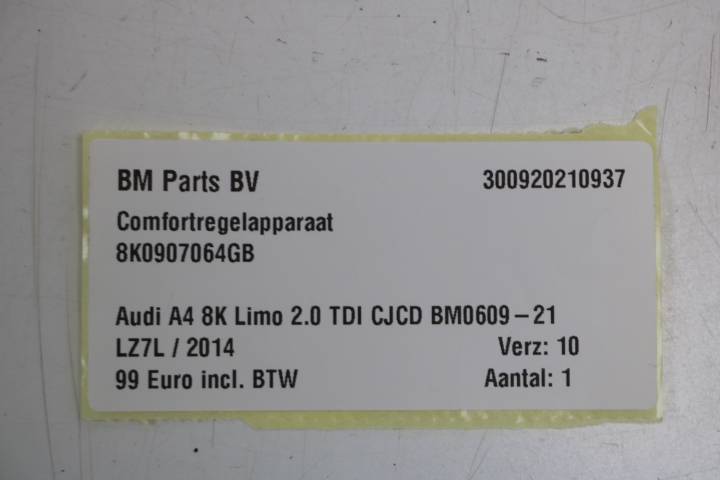 BM Parts BV 300920210937
Comfortregelapparaat
8K0907064GB
Audi A4 8K Limo 2.0 TDI CJCD BM0609-21
LZ7L / 2014 Verz: 10
99 Euro incl. BTW Aantal: 1